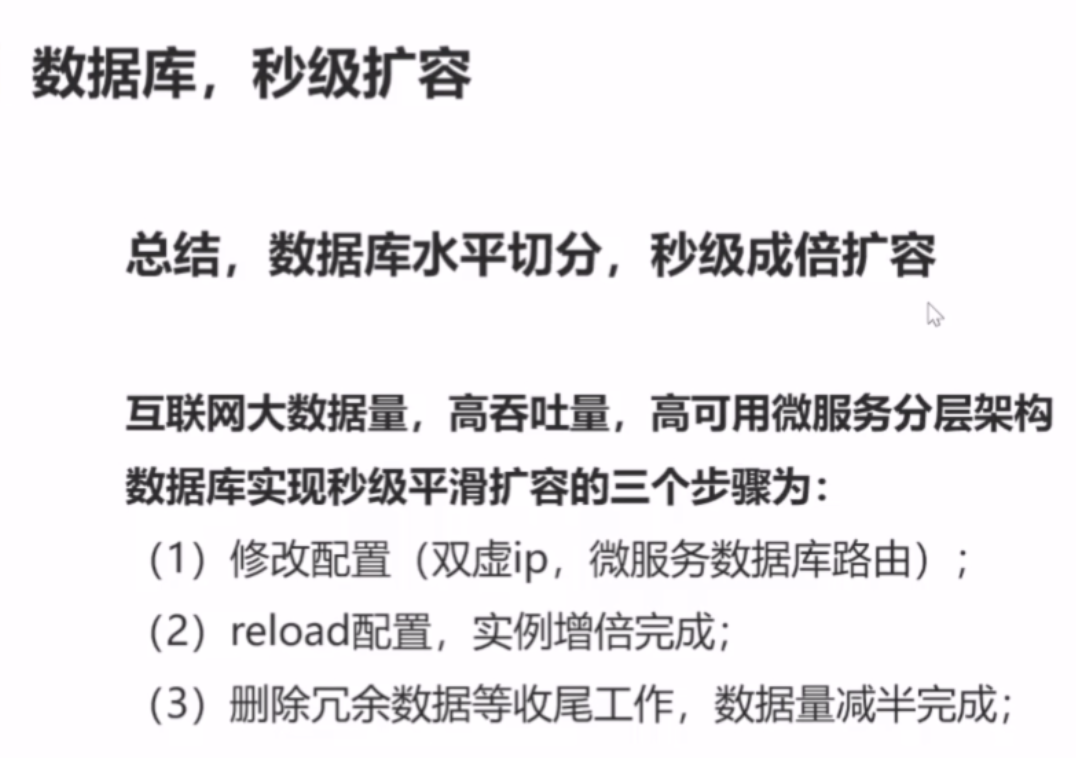 数据库，秒级扩容
总结，数据库水平切分，秒级成倍扩容
互联网大数据量，高吞吐量，高可用微服务分层架构
数据库实现秒级平滑扩容的三个步骤为：
（1）修改配置（双虚ip，微服务数据库路由）；
（2）reload配置，实例增倍完成；
（3）删除冗余数据等收尾工作，数据量减半完成；